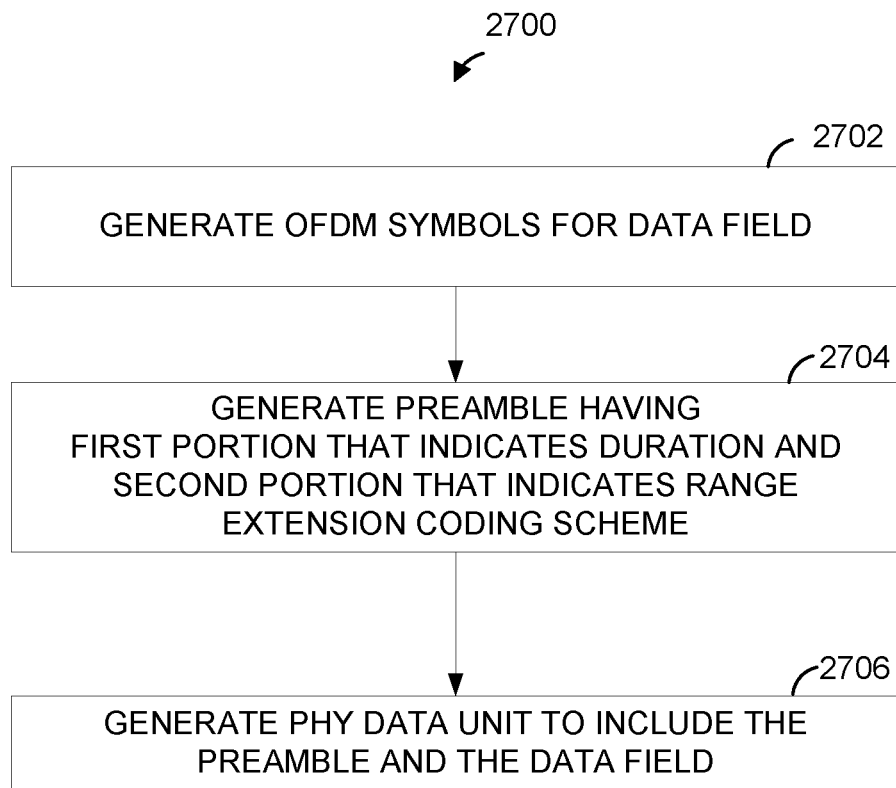 2700
2702
GENERATE OFDM SYMBOLS FOR DATA FIELD
2704
GENERATE PREAMBLE HAVING
FIRST PORTION THAT INDICATES DURATION AND
SECOND PORTION THAT INDICATES RANGE
EXTENSION CODING SCHEME
2706
GENERATE PHY DATA UNIT TO INCLUDE THE
PREAMBLE AND THE DATA FIELD